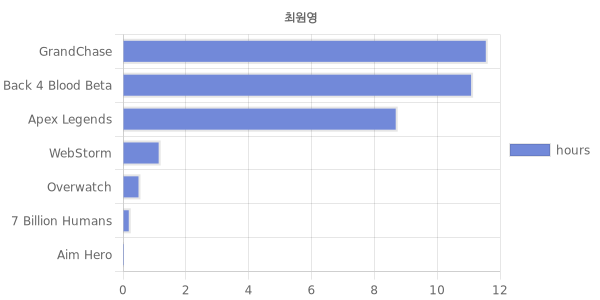 최원영
GrandChase
Back 4 Blood Beta
Apex Legends
WebStorm
Overwatch
7 Billion Humans
Aim Hero
hours
0 2 4 6 8 10 12